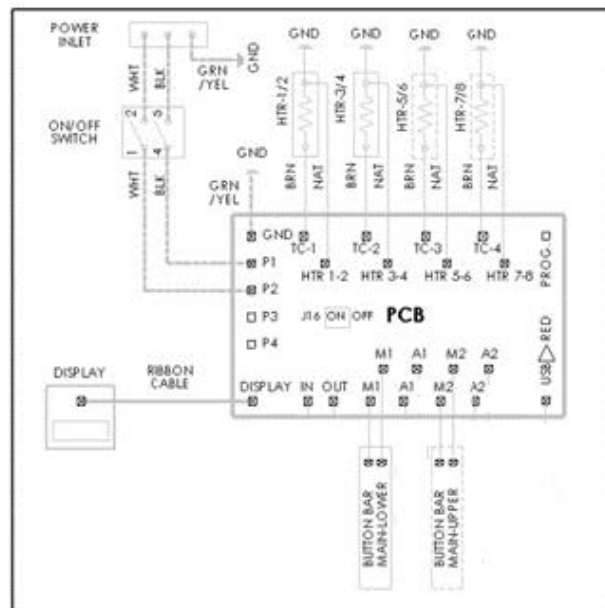 POWER
INLET
GND GND GND GND
WHT BLK GRN
/YEL GND
HTR-1/2 HTR-3/4 HTR-5/6 HTR-7/8
2 5
ON/OFF
SWITCH
1 4
GND
WHT BLK GRN
/YEL BRN NAT BRN NAT BRN NAT BRN NAT
GND TC-1 TC-2 TC-3 TC-4 PROG.
P1 HTR 1-2 HTR 3-4 HTR 5-6 HTR 7-8
P2
P3 J16 ON OFF PCB
P4
M1 A1 M2 A2 USB RED
DISPLAY RIBBON
CABLE
DISPLAY IN OUT M1 A1 M2 A2
BUTTON BAR
MAIN-LOWER
BUTTON BAR
MAIN-UPPER